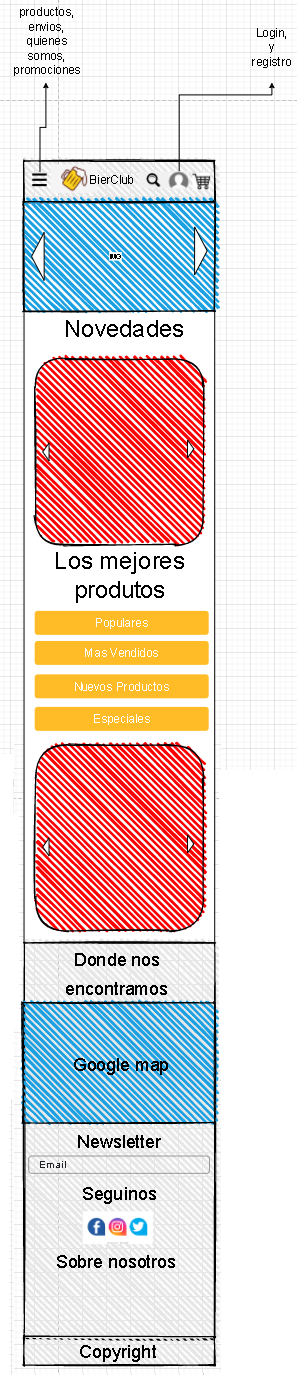 productos,
envios,
quienes
somos,
promociones
Login,
y
registro
BierClub
IMG
Novedades
Los mejores
produtos
Populares
Mas Vendidos
Nuevos Productos
Especiales
Donde nos
encontramos
Google map
Newsletter
Email
Seguinos
Sobre nosotros
Copyright